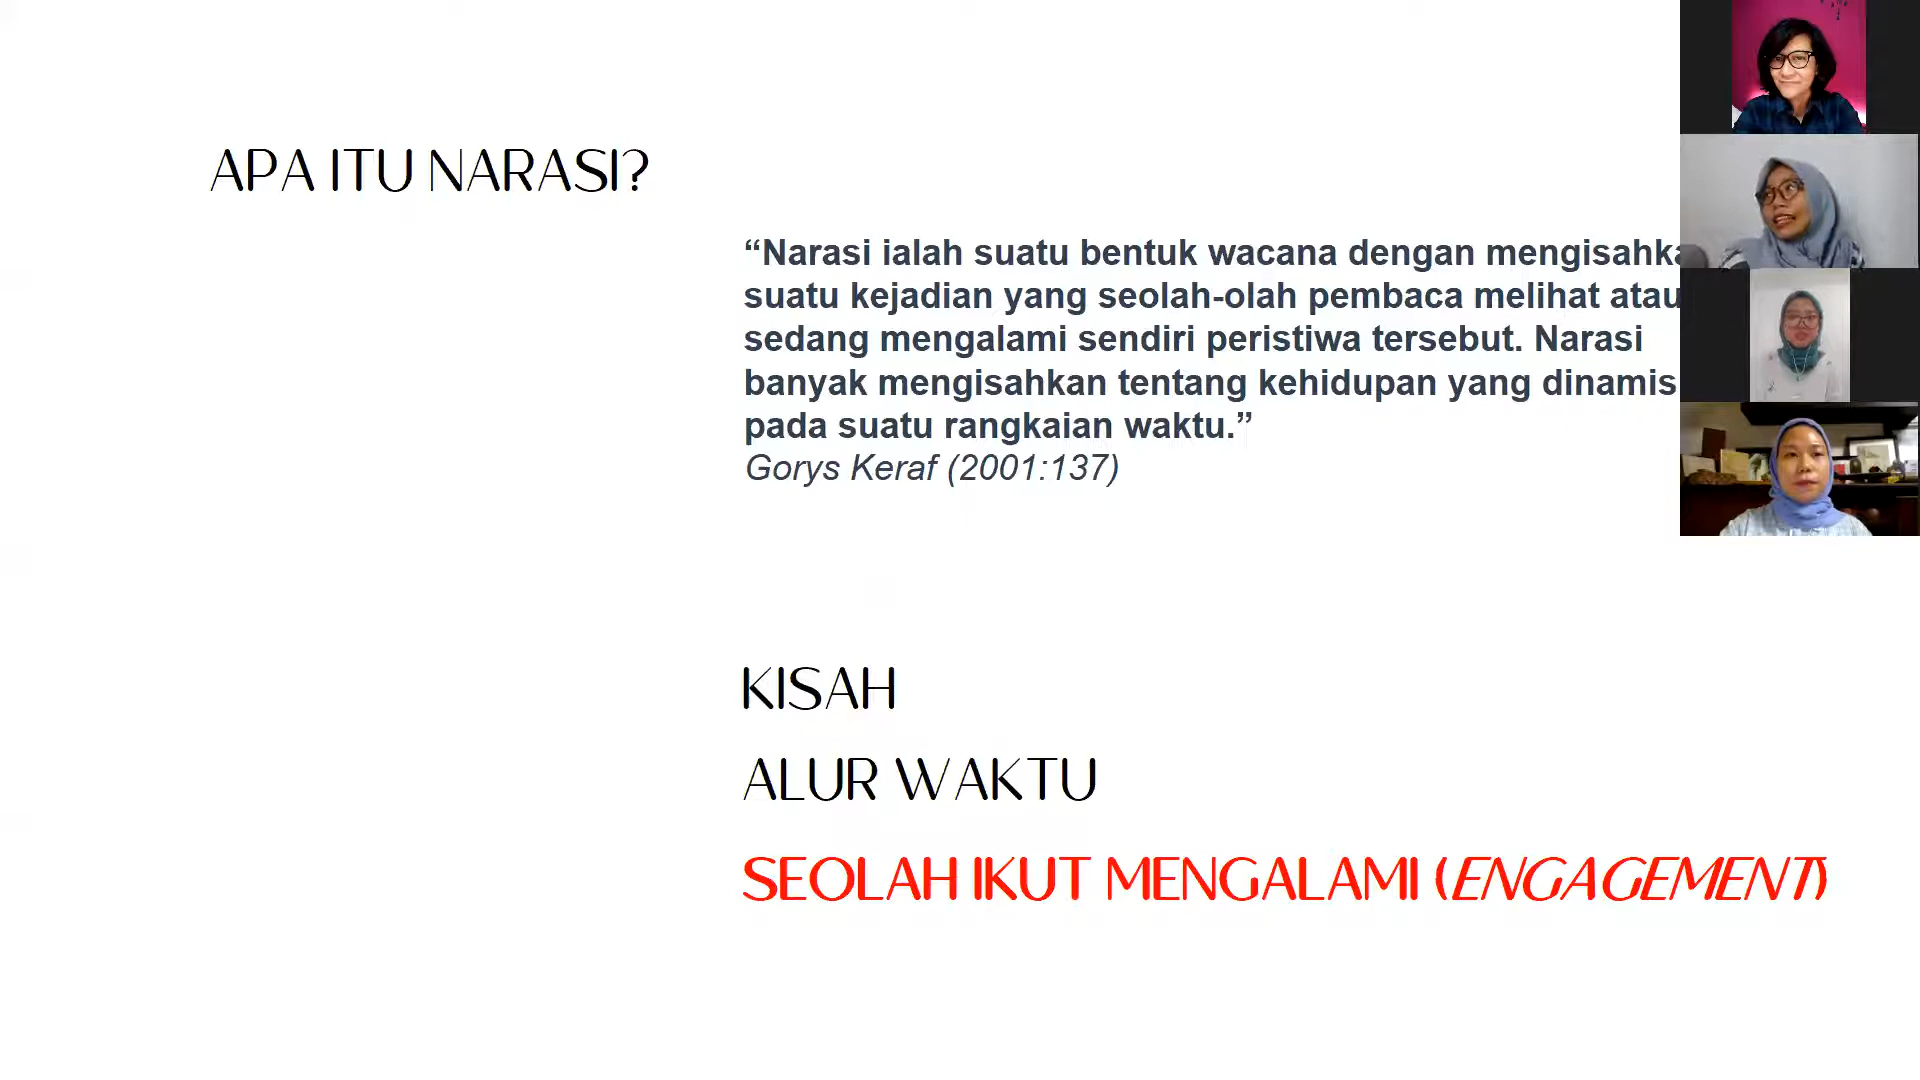 APA ITU NARASI?
“Narasi ialah suatu bentuk wacana dengan mengisahka
suatu kejadian yang seolah-olah pembaca melihat atau
sedang mengalami sendiri peristiwa tersebut. Narasi
banyak mengisahkan tentang kehidupan yang dinamis
pada suatu rangkaian waktu.”
Gorys Keraf (2001:137)
KISAH
ALUR WAKTU
SEOLAH IKUT MENGALAMI (ENGAGEMENT)